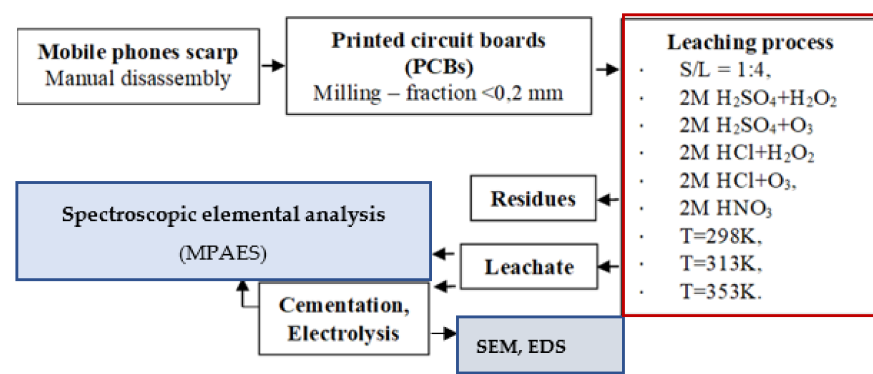 Mobile phones scarp
Manual disassembly
Printed circuit boards
(PCBs)
Milling – fraction <0,2 mm
Leaching process
· S/L = 1:4,
· 2M H₂SO₄+H₂O₂
· 2M H₂SO₄+O₃
· 2M HCl+H₂O₂
· 2M HCl+O₃,
· 2M HNO₃
· T=298K,
· T=313K,
· T=353K.
Residues
Spectroscopic elemental analysis
(MPAES)
Leachate
Cementation,
Electrolysis
SEM, EDS